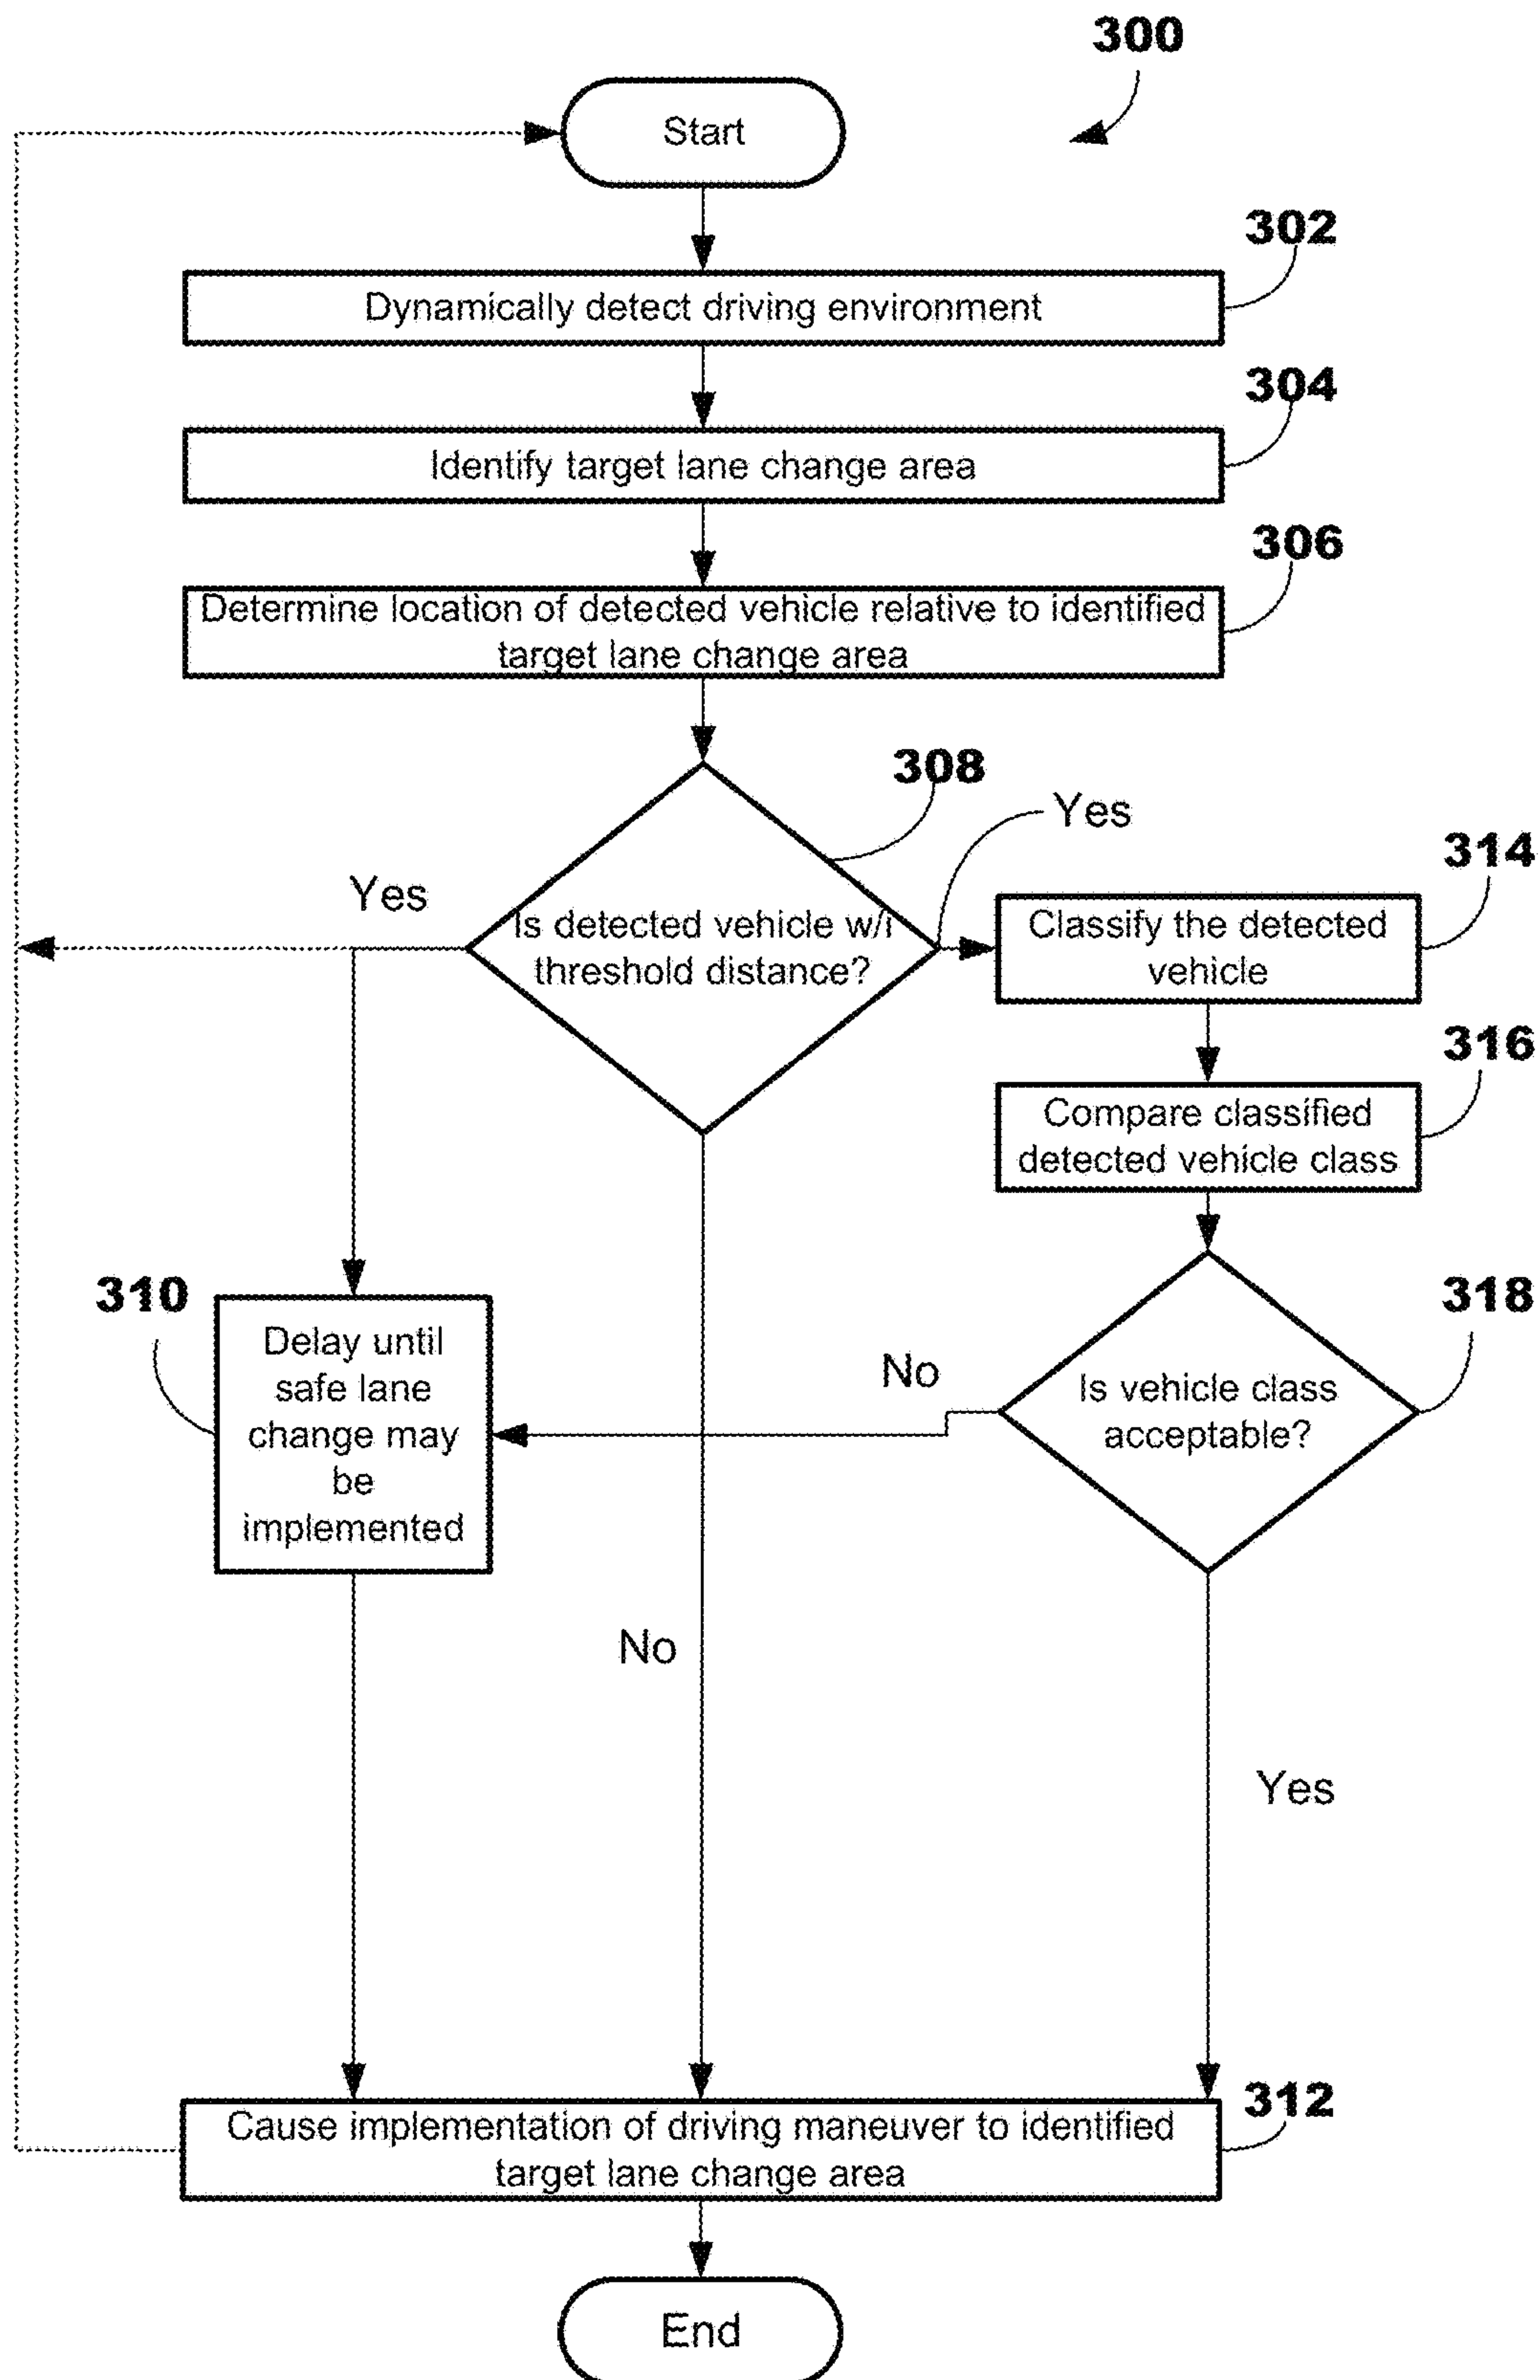 300
Start
302
Dynamically detect driving environment
304
Identify target lane change area
306
Determine location of detected vehicle relative to identified
target lane change area
308
Yes
Yes
314
Is detected vehicle w/i
threshold distance?
Classify the detected
vehicle
316
Compare classified
detected vehicle class
310
318
Delay until
safe lane
change may
be
implemented
No
Is vehicle class
acceptable?
No
Yes
312
Cause implementation of driving maneuver to identified
target lane change area
End